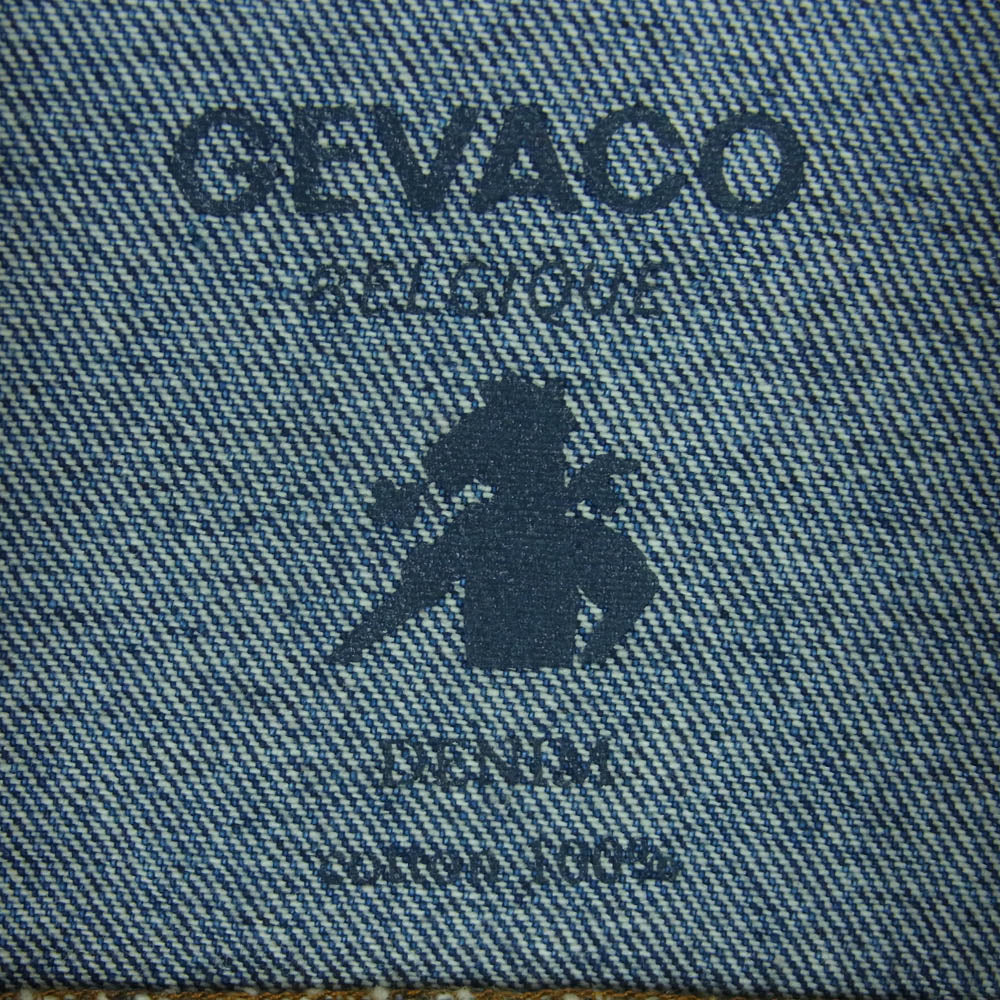 GEVACO
BELGIQUE
DENIM
cotton 100%